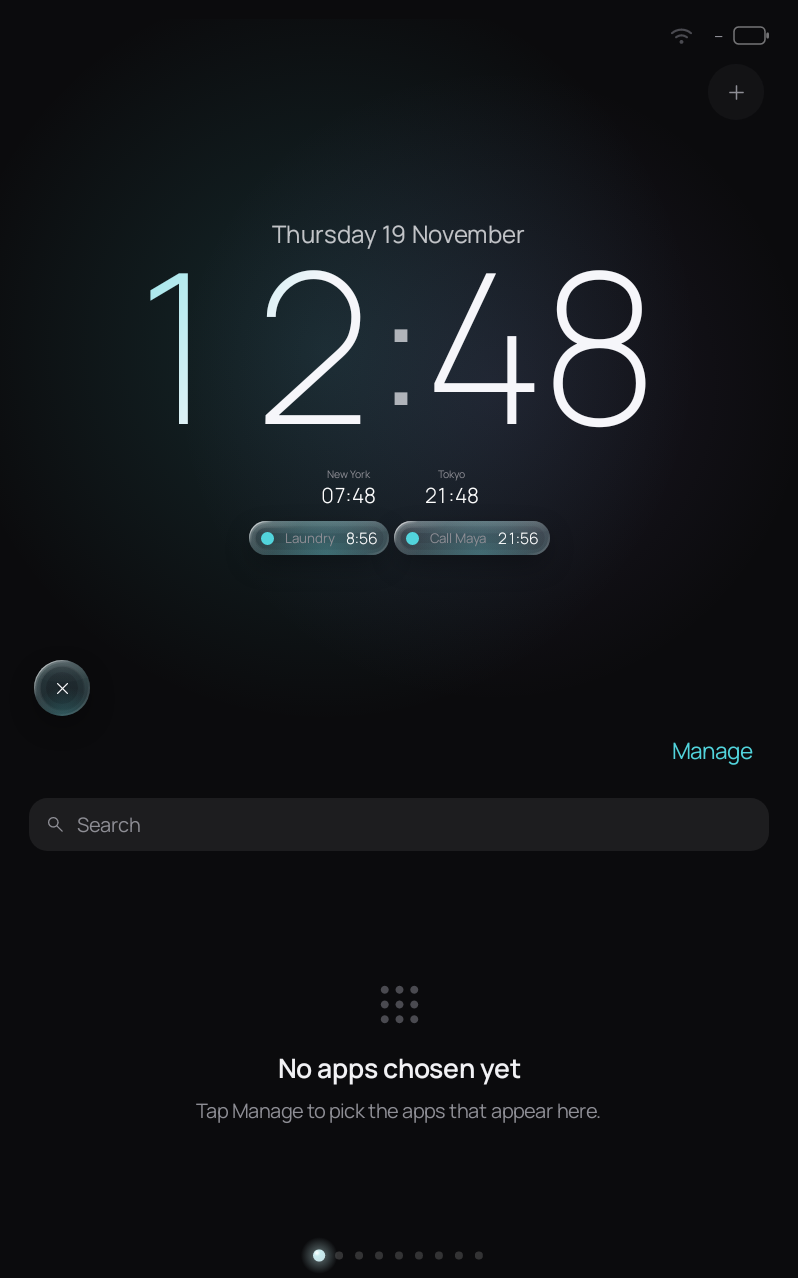 –
Thursday 19 November
12:48
New York Tokyo
07:48 21:48
Laundry 8:56 Call Maya 21:56
Manage
Search
No apps chosen yet
Tap Manage to pick the apps that appear here.